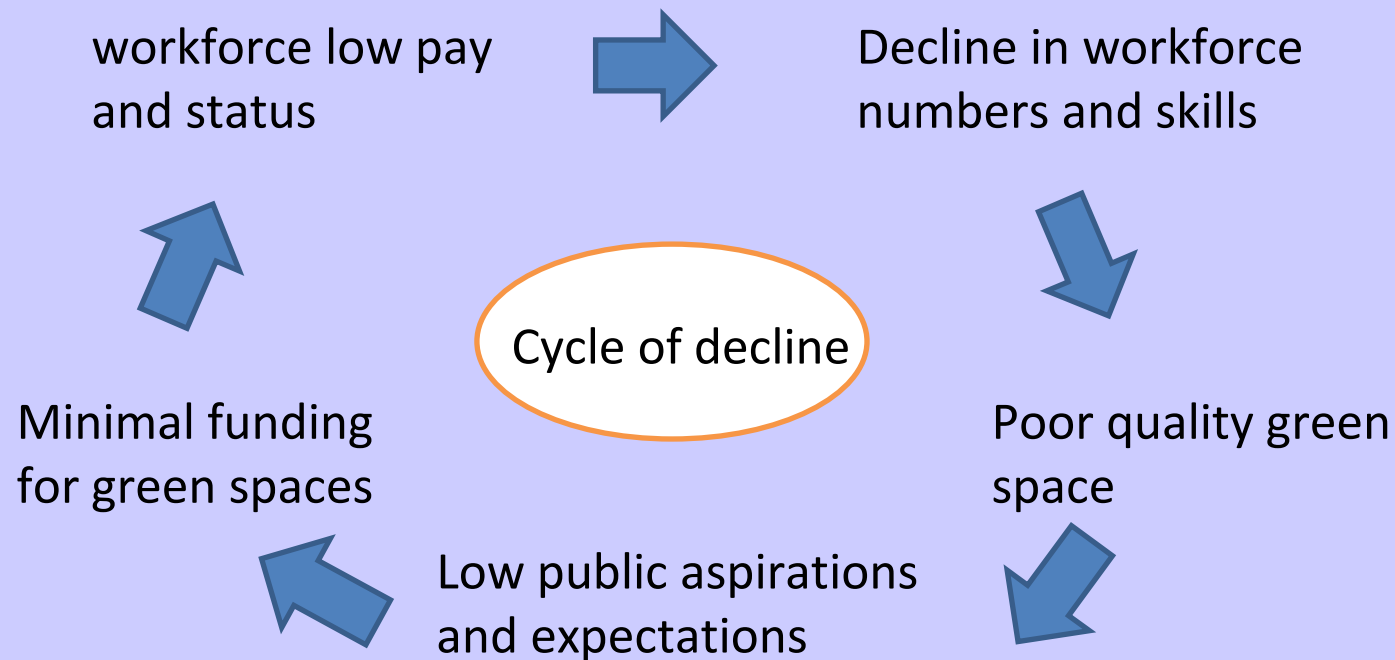 workforce low pay
and status
Decline in workforce
numbers and skills
Cycle of decline
Minimal funding
for green spaces
Poor quality green
space
Low public aspirations
and expectations